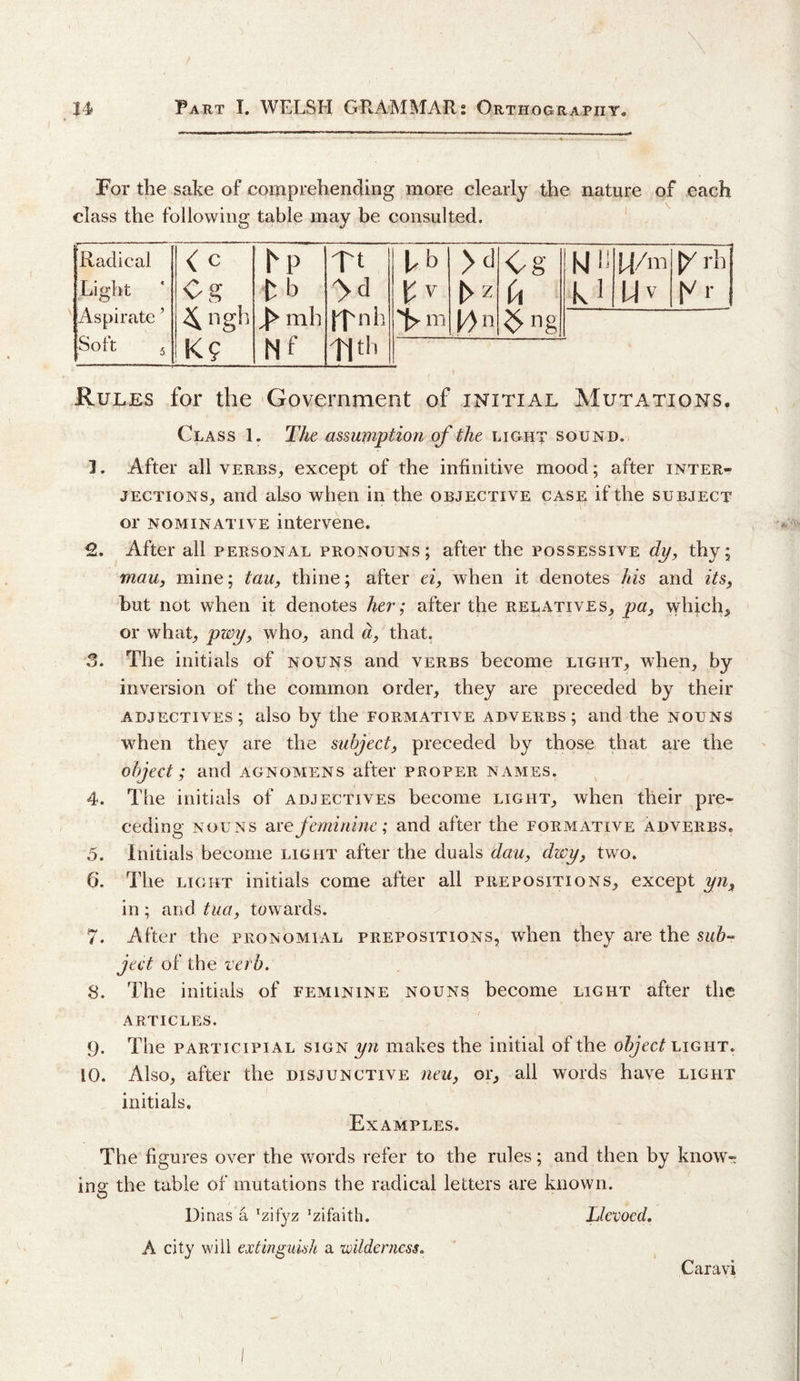 14 PART I. WELSH GRAMMAR: ORTHOGRAPHY.
For the sake of comprehending more clearly the nature of each
class the following table may be consulted.
Radical c p t b d g ll m rh
Light g b d v z l v r
Aspirate ngh mh nh m n ng
Soft ç f th
RULES for the Government of INITIAL MUTATIONS.
CLASS 1. The assumption of the LIGHT SOUND.
1. After all VERBS, except of the infinitive mood; after INTER-
JECTIONS, and also when in the OBJECTIVE CASE if the SUBJECT
or NOMINATIVE intervene.
2. After all PERSONAL PRONOUNS; after the POSSESSIVE dy, thy;
mau, mine; tau, thine; after ei, when it denotes his and its,
but not when it denotes her; after the RELATIVES, pa, which,
or what, pwy, who, and a, that.
3. The initials of NOUNS and VERBS become LIGHT, when, by
inversion of the common order, they are preceded by their
ADJECTIVES; also by the FORMATIVE ADVERBS; and the NOUNS
when they are the subject, preceded by those that are the
object; and AGNOMENS after PROPER NAMES.
4. The initials of ADJECTIVES become LIGHT, when their pre-
ceding NOUNS are feminine; and after the FORMATIVE ADVERBS.
5. Initials become LIGHT after the duals dau, dwy, two.
6. The LIGHT initials come after all PREPOSITIONS, except yn,
in; and tua, towards.
7. After the PRONOMIAL PREPOSITIONS, when they are the sub-
ject of the verb.
8. The initials of FEMININE NOUNS become LIGHT after the
ARTICLES.
9. The PARTICIPIAL SIGN yn makes the initial of the object LIGHT.
10. Also, after the DISJUNCTIVE neu, or, all words have LIGHT
initials.
EXAMPLES.
The figures over the words refer to the rules; and then by know-
ing the table of mutations the radical letters are known.
Dinas â ¹zifyz ¹zifaith. Llevoed.
A city will extinguish a wilderness.
Caravi